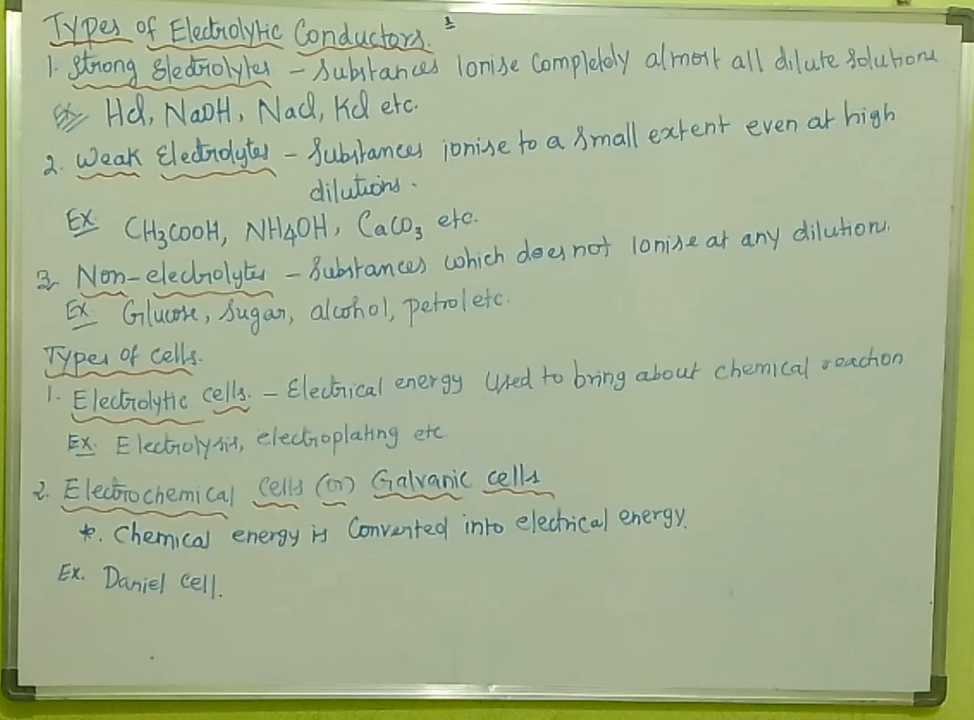 Types of Electrolytic Conductors.
1. Strong Electrolytes - Substances Ionise Completely almost all dilute solutions
Ex Hcl, NaOH, Nacl, Kcl etc.
2. Weak Electrolytes - Substances ionise to a small extent even at high
dilutions.
Ex CH3COOH, NH4OH, CaCO3 etc.
3. Non-electrolytes - Substances which does not Ionise at any dilution.
Ex. Glucose, Sugar, alcohol, petrol etc.
Types of cells.
1. Electrolytic cells. - Electrical energy used to bring about chemical reaction
Ex. Electrolysis, electroplating etc
2. Electrochemical cells (or) Galvanic cells
*. Chemical energy is Converted into electrical energy.
Ex. Daniel cell.